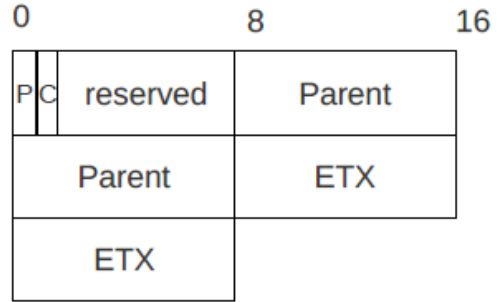 0 8 16
P C reserved Parent
Parent ETX
ETX